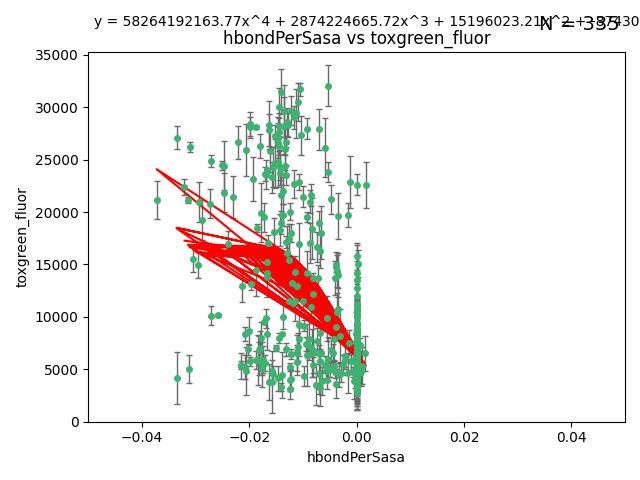 y = 58264192163.77x^4 + 2874224665.72x^3 + 15196023.21x^2 +
N = 335
hbondPerSasa vs toxgreen_fluor
toxgreen_fluor
35000
30000
25000
20000
15000
10000
5000
0
−0.04 −0.02 0.00 0.02 0.04
hbondPerSasa